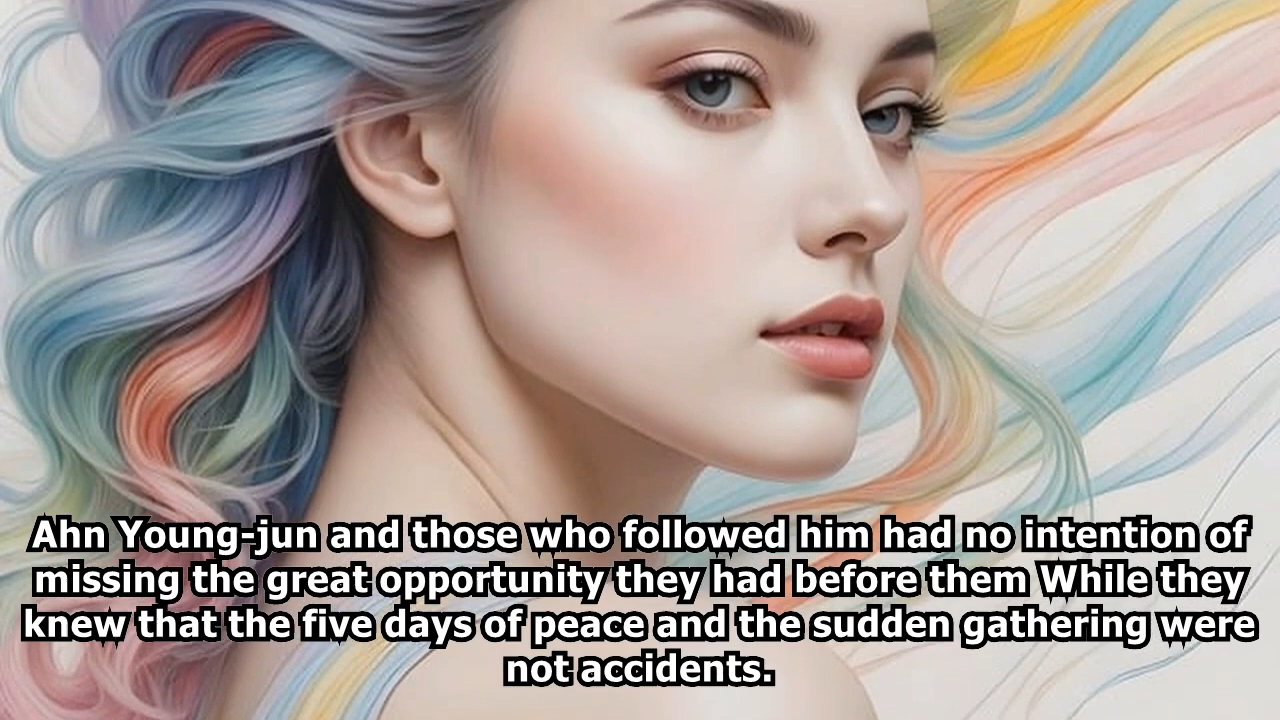 Ahn Young-jun and those who followed him had no intention of
missing the great opportunity they had before them While they
knew that the five days of peace and the sudden gathering were
not accidents.